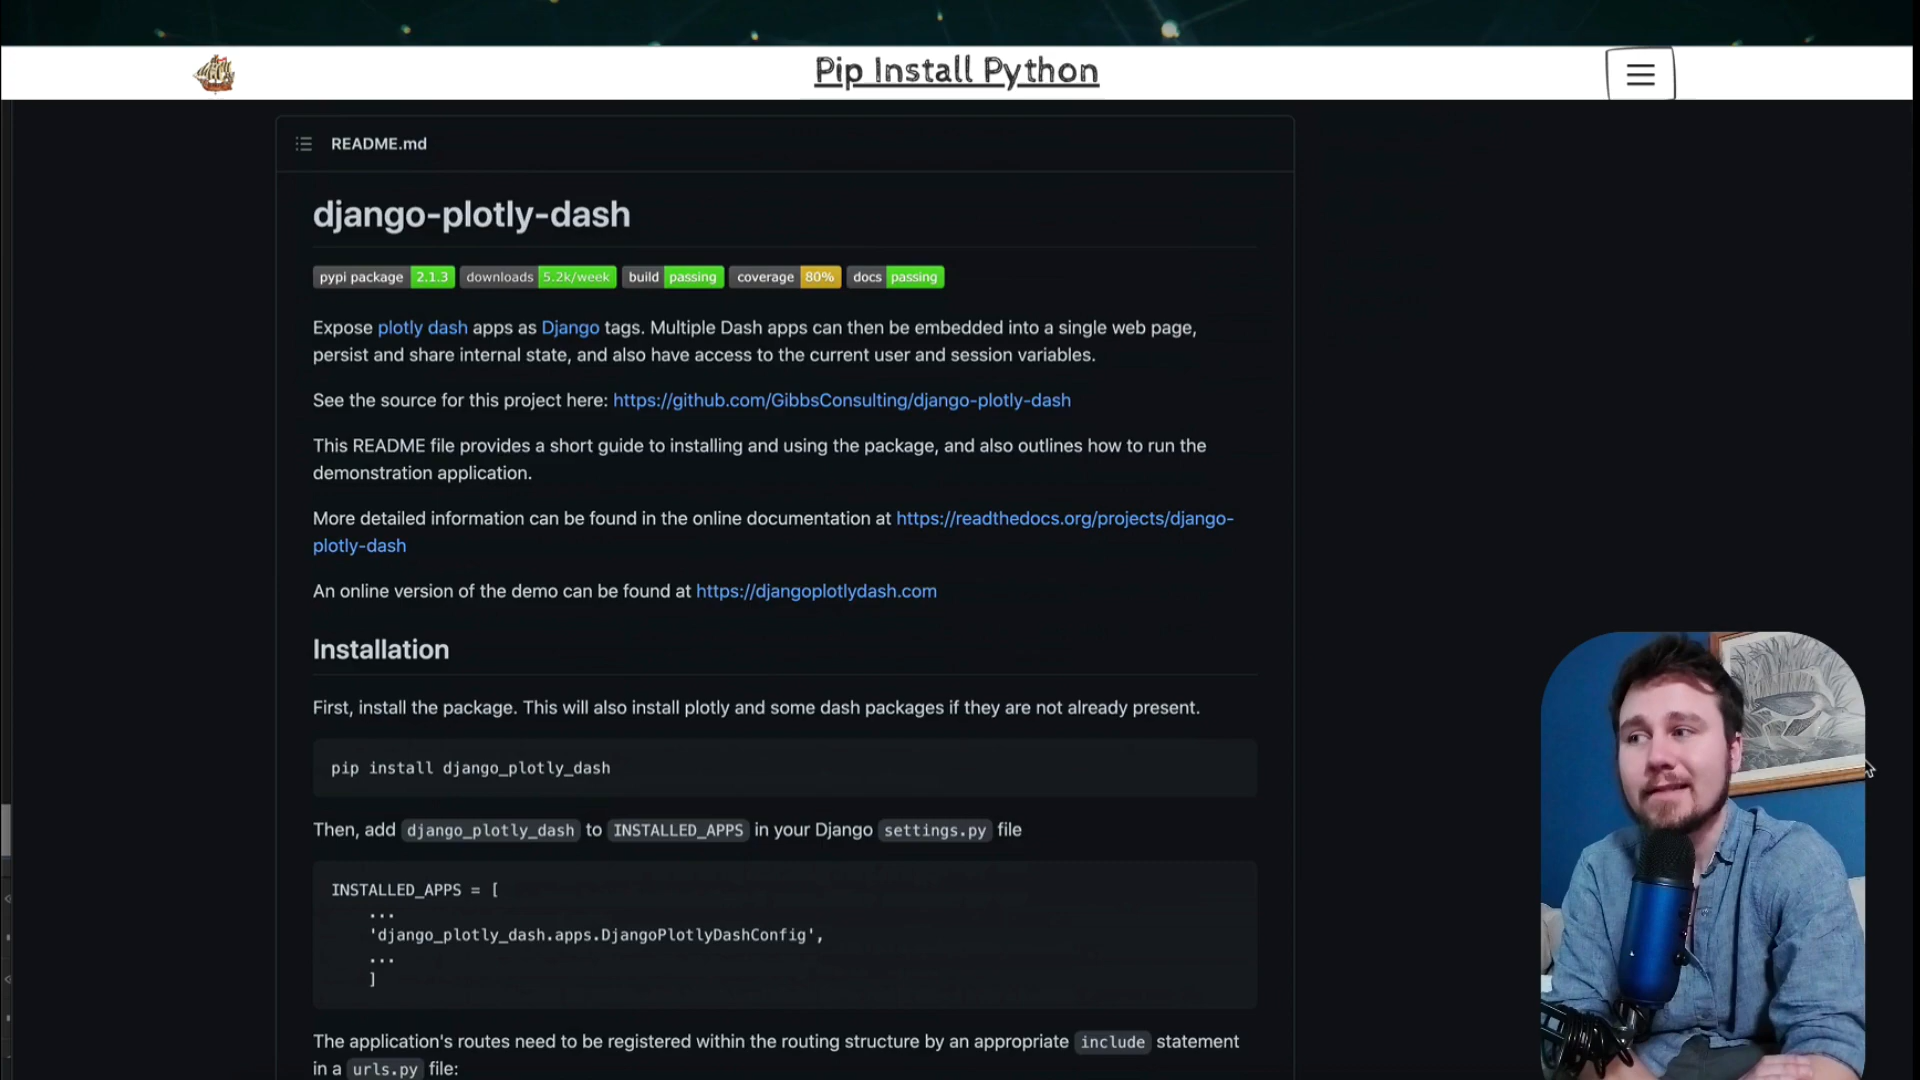 Pip Install Python
README.md
django-plotly-dash
pypi package 2.1.3 downloads 5.2k/week build passing coverage 80% docs passing
Expose plotly dash apps as Django tags. Multiple Dash apps can then be embedded into a single web page,
persist and share internal state, and also have access to the current user and session variables.
See the source for this project here: https://github.com/GibbsConsulting/django-plotly-dash
This README file provides a short guide to installing and using the package, and also outlines how to run the
demonstration application.
More detailed information can be found in the online documentation at https://readthedocs.org/projects/django-
plotly-dash
An online version of the demo can be found at https://djangoplotlydash.com
Installation
First, install the package. This will also install plotly and some dash packages if they are not already present.
pip install django_plotly_dash
Then, add django_plotly_dash to INSTALLED_APPS in your Django settings.py file
INSTALLED_APPS = [
...
'django_plotly_dash.apps.DjangoPlotlyDashConfig',
...
]
The application's routes need to be registered within the routing structure by an appropriate include statement
in a urls.py file: